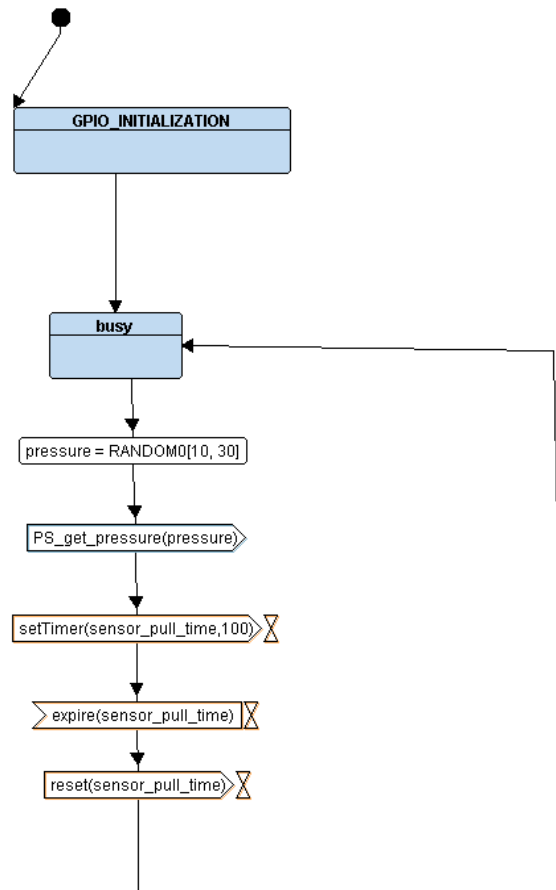 GPIO_INITIALIZATION
busy
pressure = RANDOM0[10, 30]
PS_get_pressure(pressure)
setTimer(sensor_pull_time,100)
expire(sensor_pull_time)
reset(sensor_pull_time)